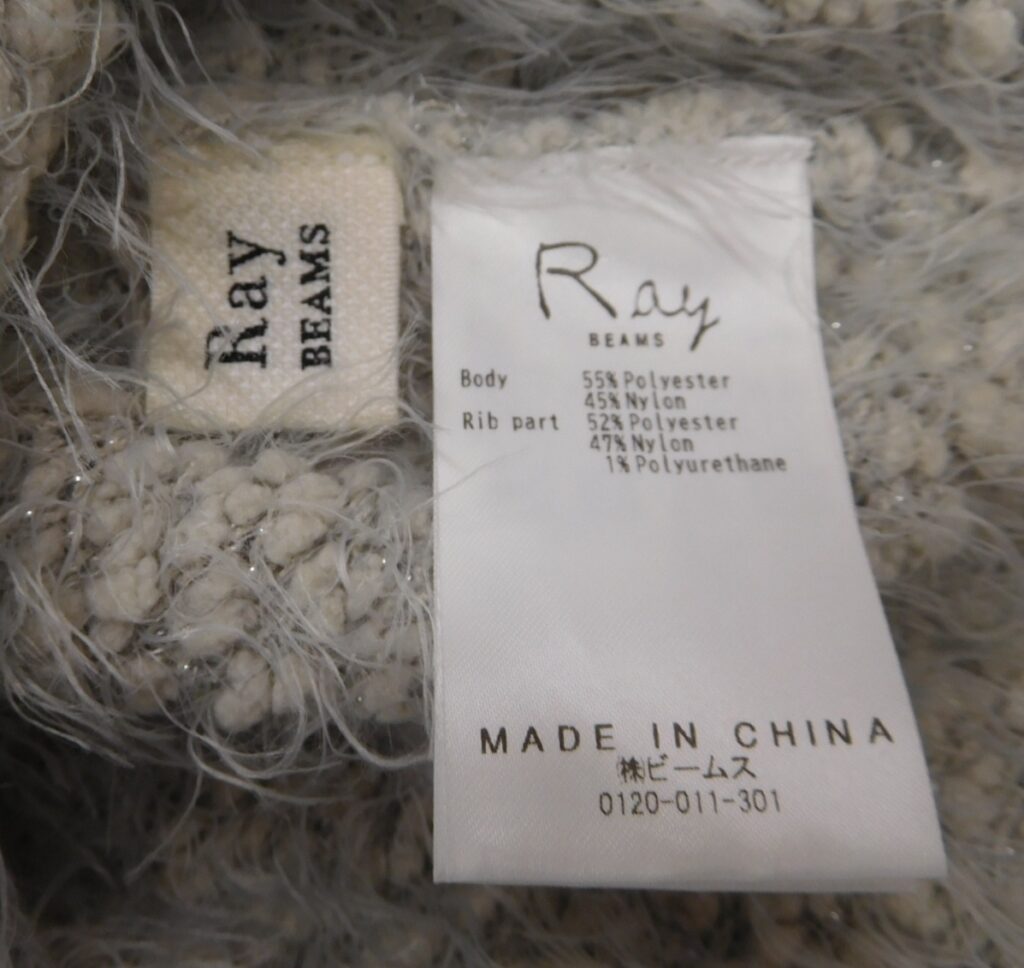 Ray
BEAMS
Ray
BEAMS
Body 55% Polyester
45% Nylon
Rib part 52% Polyester
47% Nylon
1% Polyurethane
MADE IN CHINA
㈱ビームス
0120-011-301